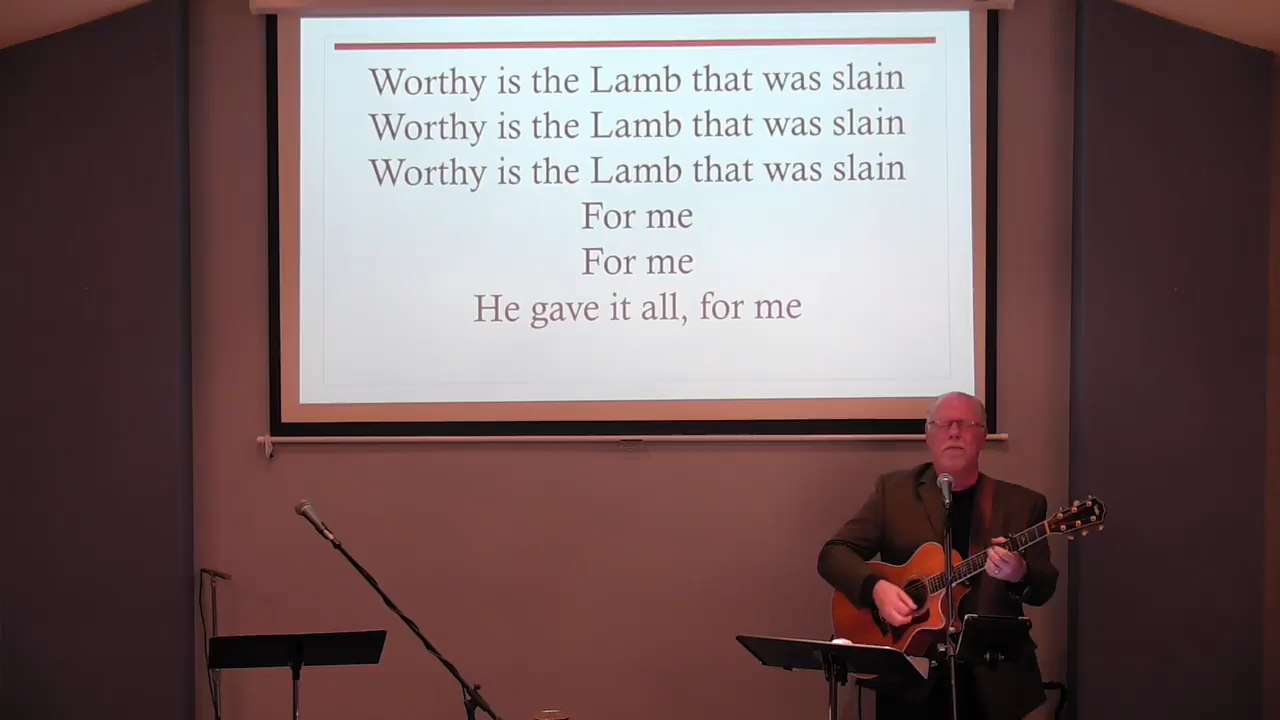 Worthy is the Lamb that was slain
Worthy is the Lamb that was slain
Worthy is the Lamb that was slain
For me
For me
He gave it all, for me